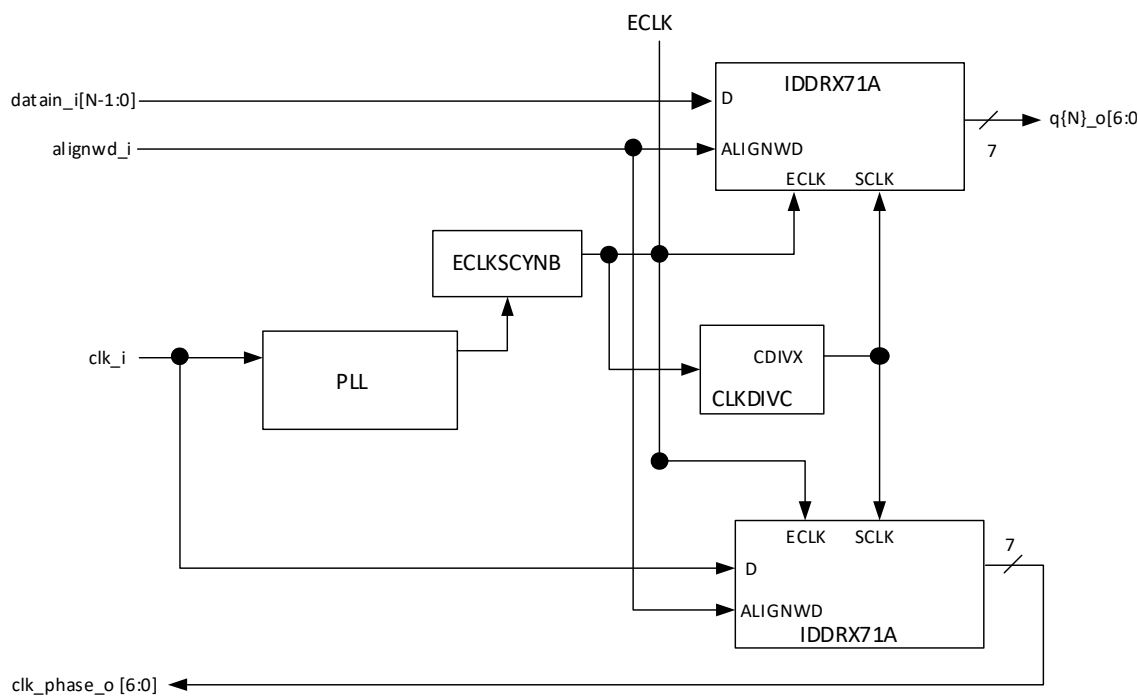 ECLK
datain_i[N-1:0]
D
IDDRX71A
q{N}_o[6:0
alignwd_i
ALIGNWD
7
ECLK SCLK
ECLKSCYNB
clk_i
PLL
CDIVX
CLKDIVC
ECLK SCLK
7
D
ALIGNWD
IDDRX71A
clk_phase_o [6:0]